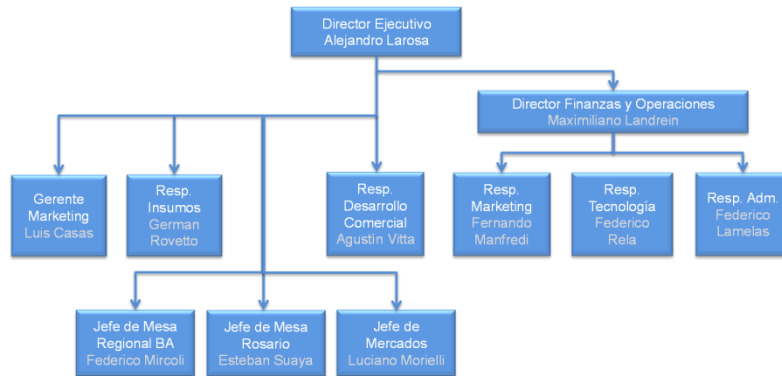 Director Ejecutivo
Alejandro Larosa
Director Finanzas y Operaciones
Maximiliano Landrein
Gerente
Marketing
Luis Casas
Resp.
Insumos
German
Rovetto
Resp.
Desarrollo
Comercial
Agustín Vitta
Resp.
Marketing
Fernando
Manfredi
Resp.
Tecnología
Federico
Rela
Resp. Adm.
Federico
Lamelas
Jefe de Mesa
Regional BA
Federico Mircoli
Jefe de Mesa
Rosario
Esteban Suaya
Jefe de
Mercados
Luciano Morielli